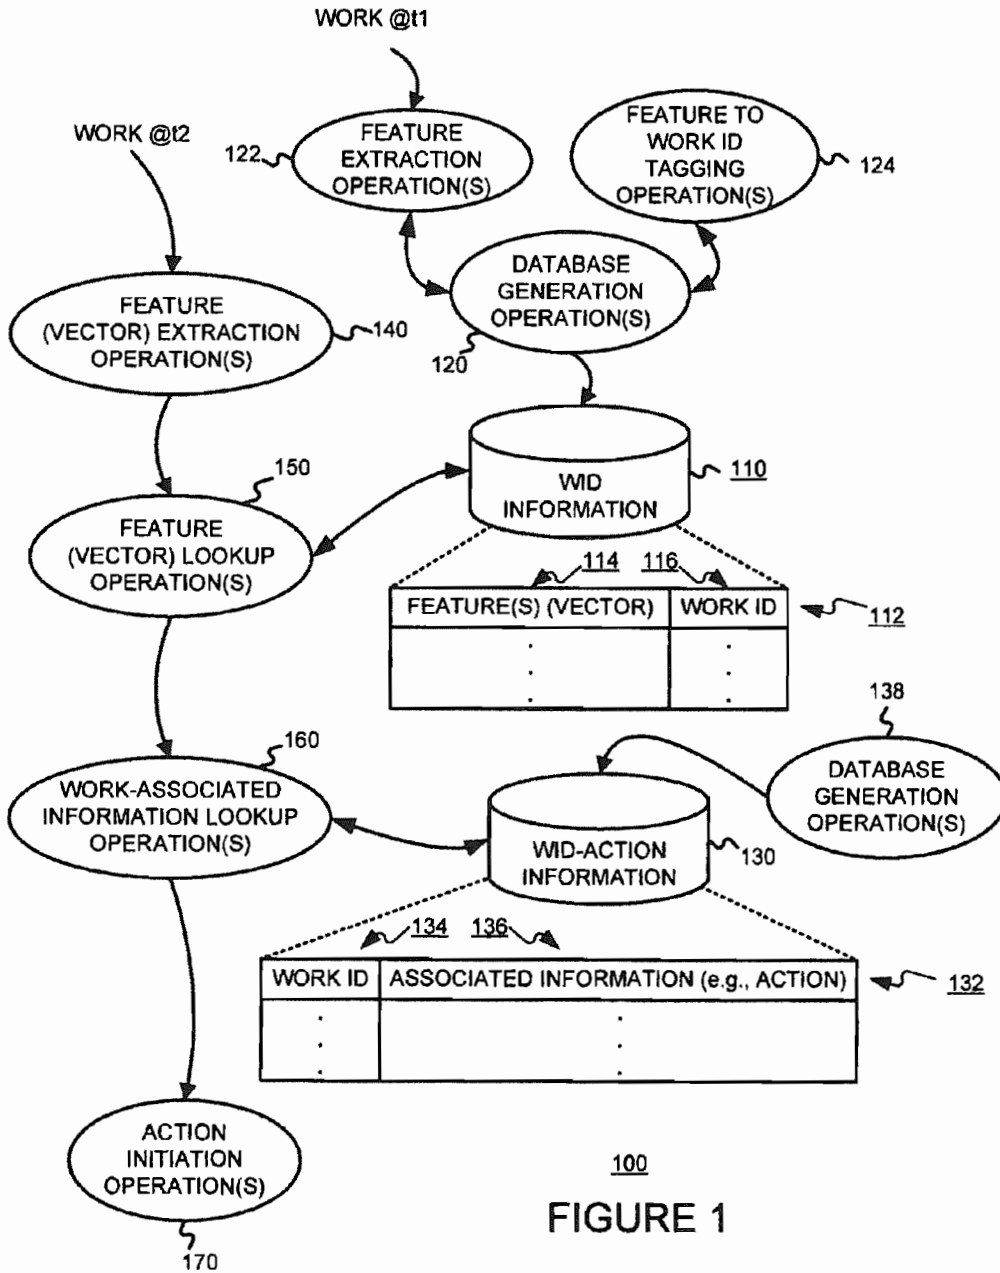 WORK @t1
WORK @t2
122
FEATURE
EXTRACTION
OPERATION(S)
FEATURE TO
WORK ID
TAGGING
OPERATION(S)
124
DATABASE
GENERATION
OPERATION(S)
120
FEATURE
(VECTOR) EXTRACTION
OPERATION(S)
140
150
FEATURE
(VECTOR) LOOKUP
OPERATION(S)
WID
INFORMATION
110
114
116
FEATURE(S) (VECTOR)
WORK ID
112
138
DATABASE
GENERATION
OPERATION(S)
160
WORK-ASSOCIATED
INFORMATION LOOKUP
OPERATION(S)
WID-ACTION
INFORMATION
130
134
136
WORK ID
ASSOCIATED INFORMATION (e.g., ACTION)
132
ACTION
INITIATION
OPERATION(S)
170
100
FIGURE 1